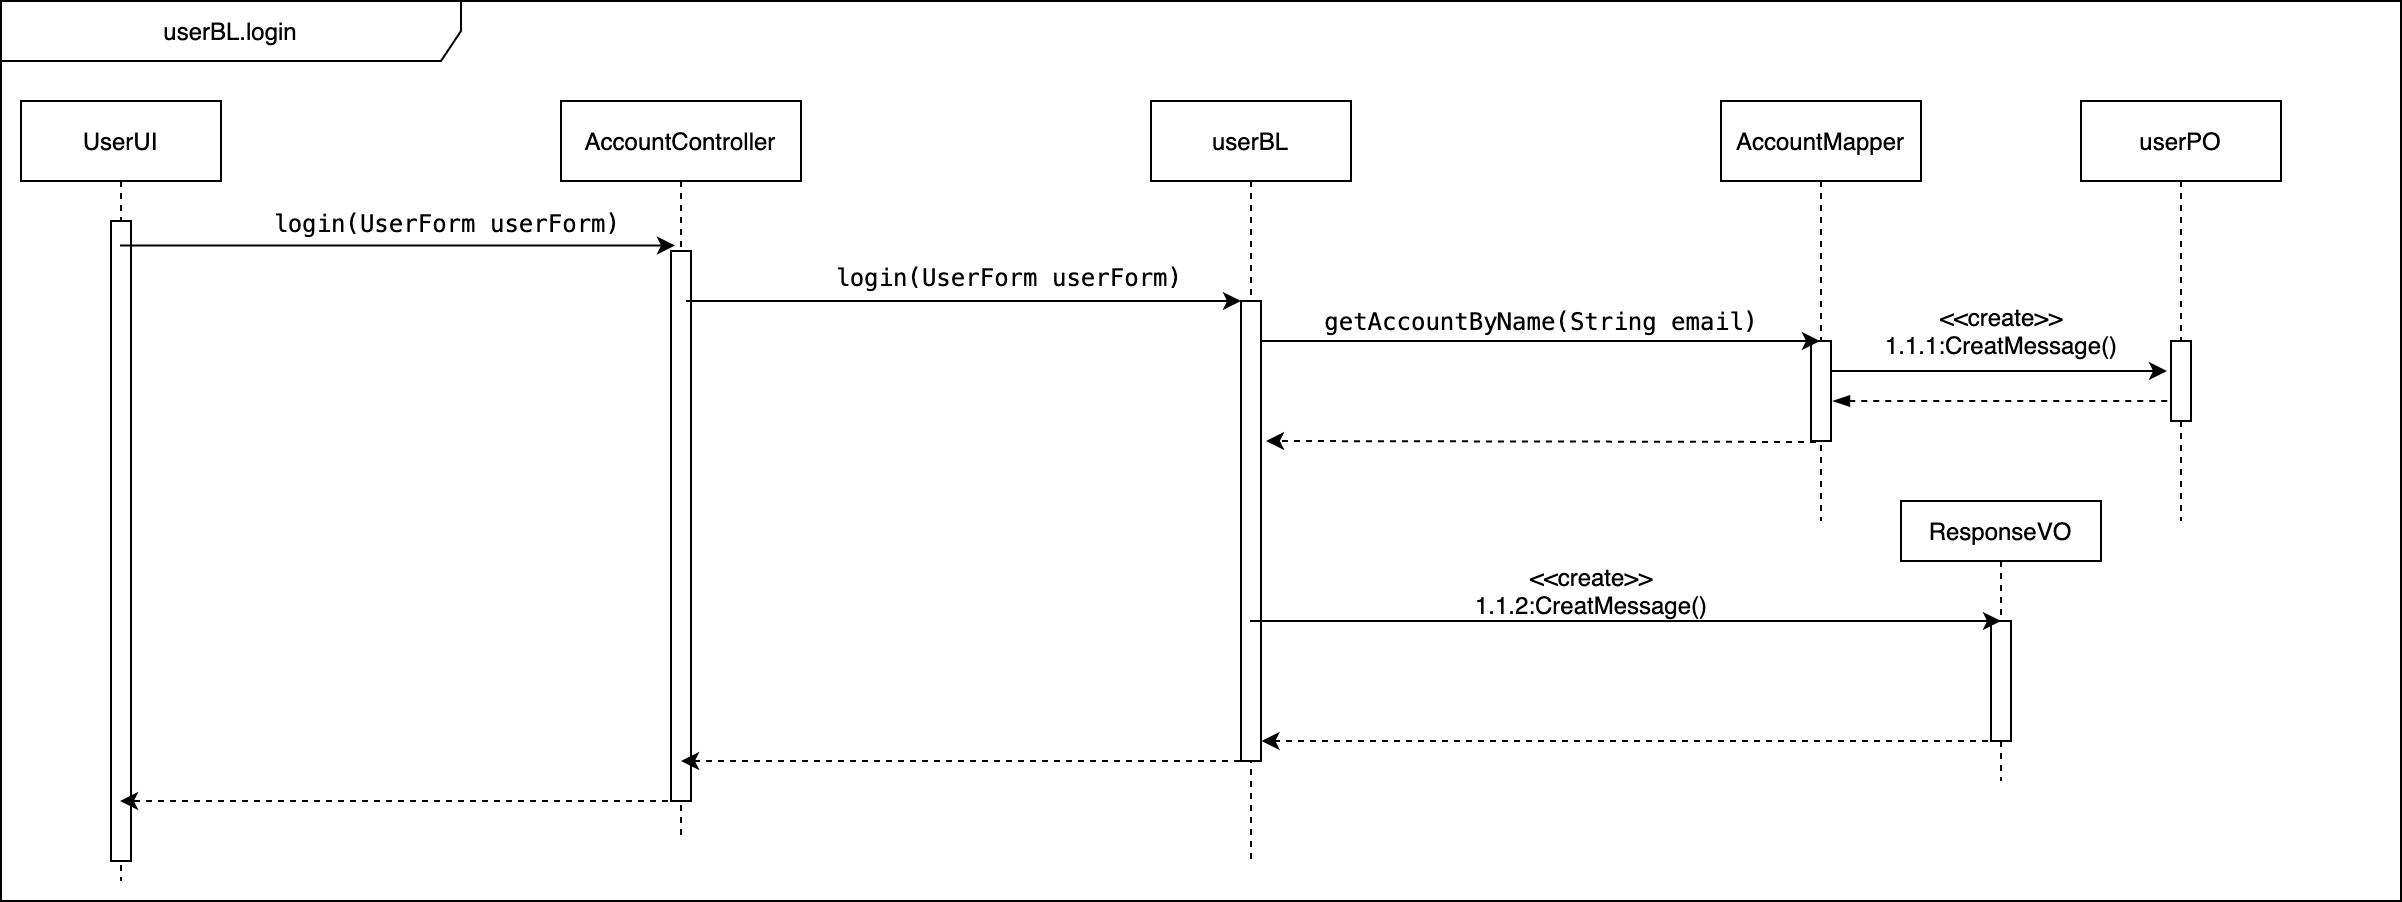 userBL.login
UserUI
AccountController
userBL
AccountMapper
userPO
login(UserForm userForm)
login(UserForm userForm)
getAccountByName(String email)
<<create>>
1.1.1:CreatMessage()
ResponseVO
<<create>>
1.1.2:CreatMessage()